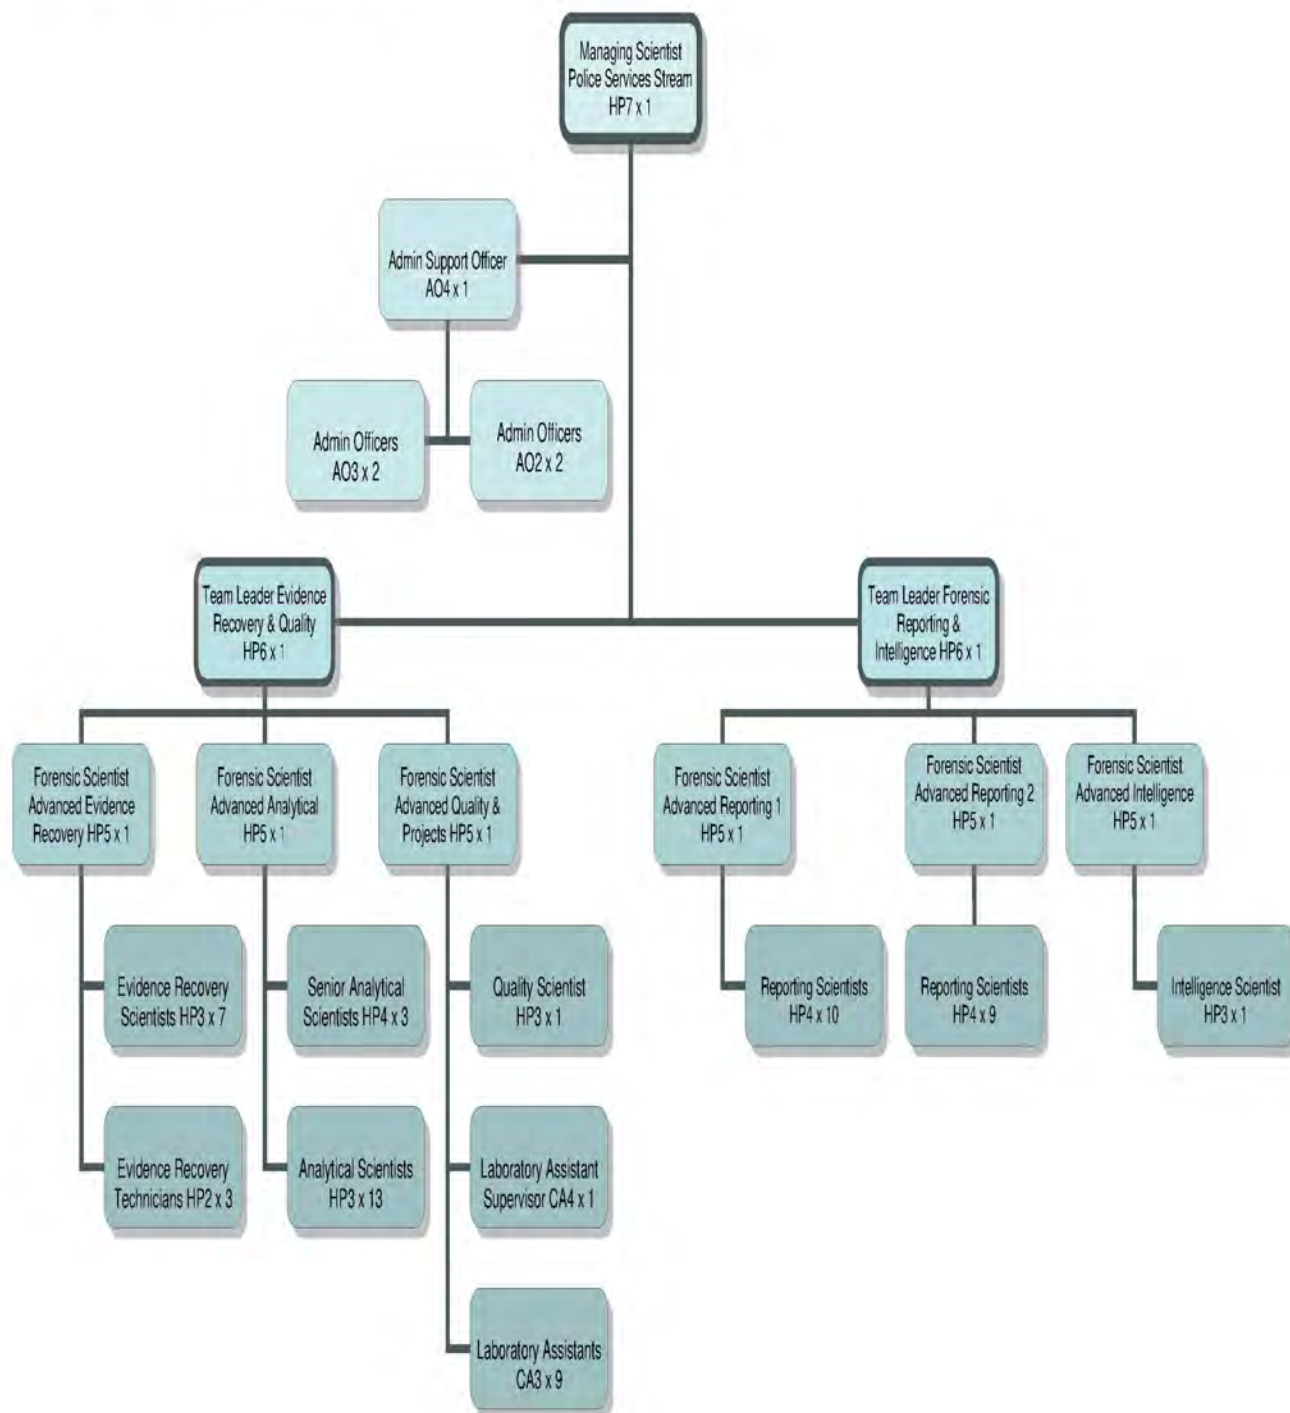 Managing Scientist
Police Services Stream
HP7 x 1
Admin Support Officer
AO4 x 1
Admin Officers
AO3 x 2
Admin Officers
AO2 x 2
Team Leader Evidence
Recovery & Quality
HP6 x 1
Team Leader Forensic
Reporting &
Intelligence HP6 x 1
Forensic Scientist
Advanced Evidence
Recovery HP5 x 1
Forensic Scientist
Advanced Analytical
HP5 x 1
Forensic Scientist
Advanced Quality &
Projects HP5 x 1
Forensic Scientist
Advanced Reporting 1
HP5 x 1
Forensic Scientist
Advanced Reporting 2
HP5 x 1
Forensic Scientist
Advanced Intelligence
HP5 x 1
Evidence Recovery
Scientists HP3 x 7
Senior Analytical
Scientists HP4 x 3
Quality Scientist
HP3 x 1
Reporting Scientists
HP4 x 10
Reporting Scientists
HP4 x 9
Intelligence Scientist
HP3 x 1
Evidence Recovery
Technicians HP2 x 3
Analytical Scientists
HP3 x 13
Laboratory Assistant
Supervisor CA4 x 1
Laboratory Assistants
CA3 x 9